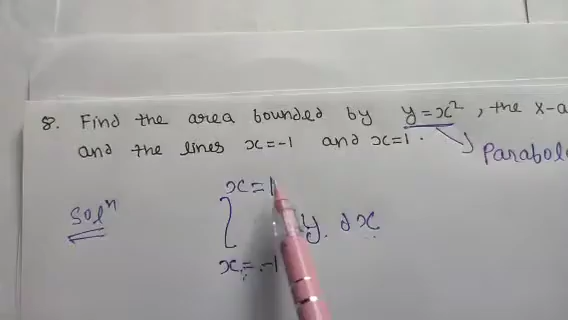 8. Find the area bounded by y=x², the x-a
and the lines x=-1 and x=1.
Parabol
x=1
Solⁿ
∫ y. dx
x=-1